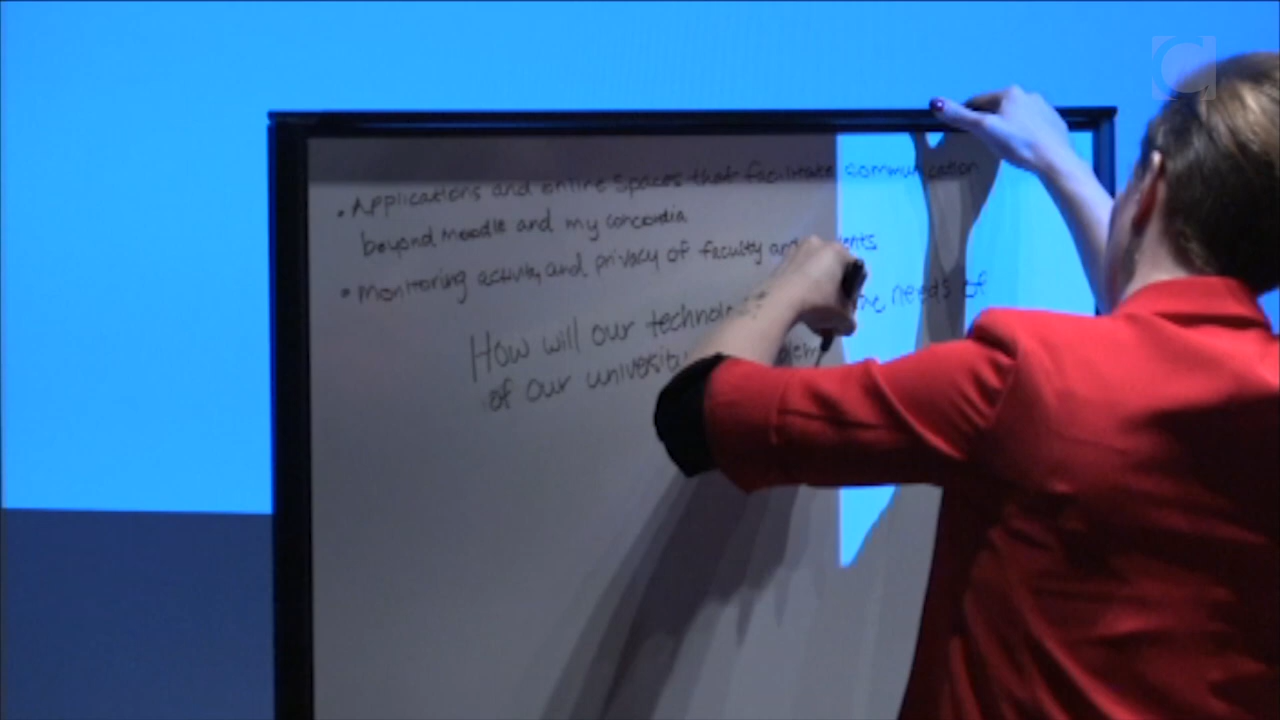 • Applications and online spaces that facilitate communication
beyond moodle and my concordia
• Monitoring activity and privacy of faculty and
How will our needs of
of our university